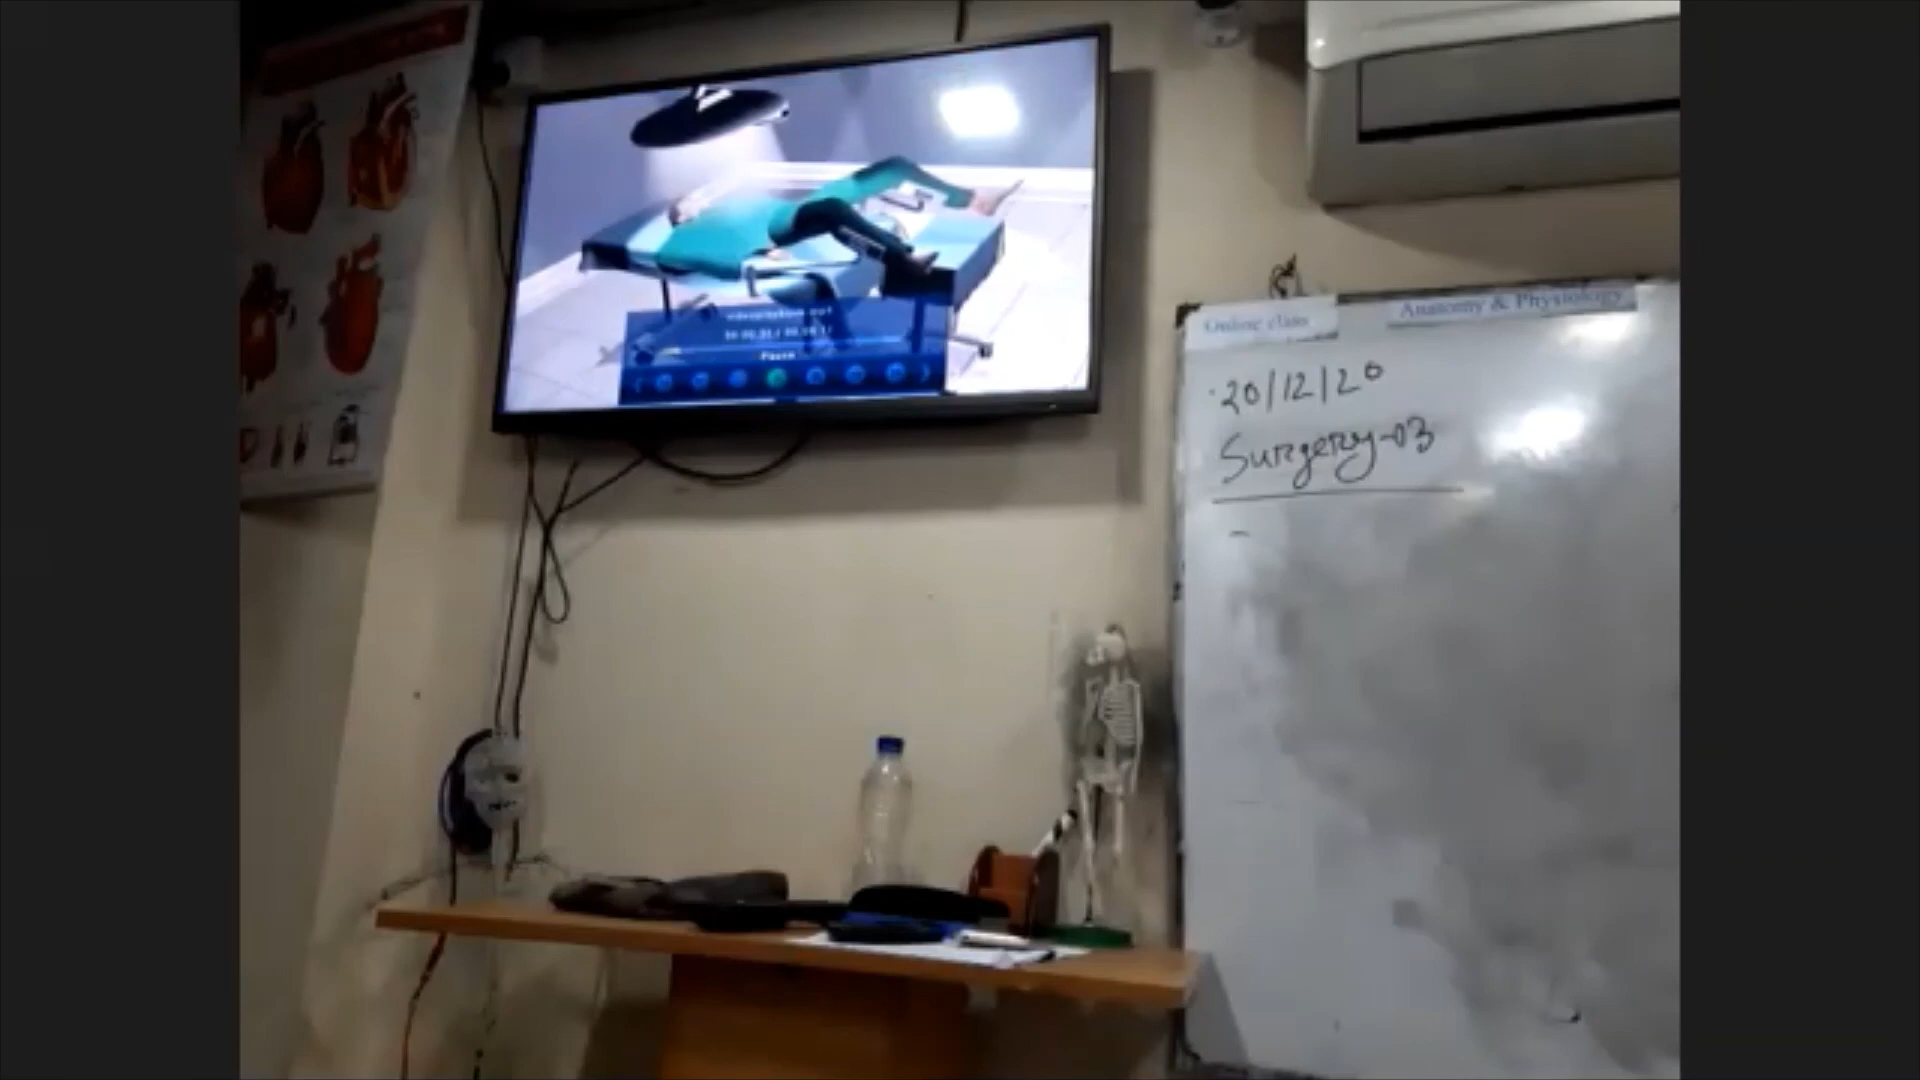 Pause
Online class
Anatomy & Physiology
20/12/20
Surgery-03